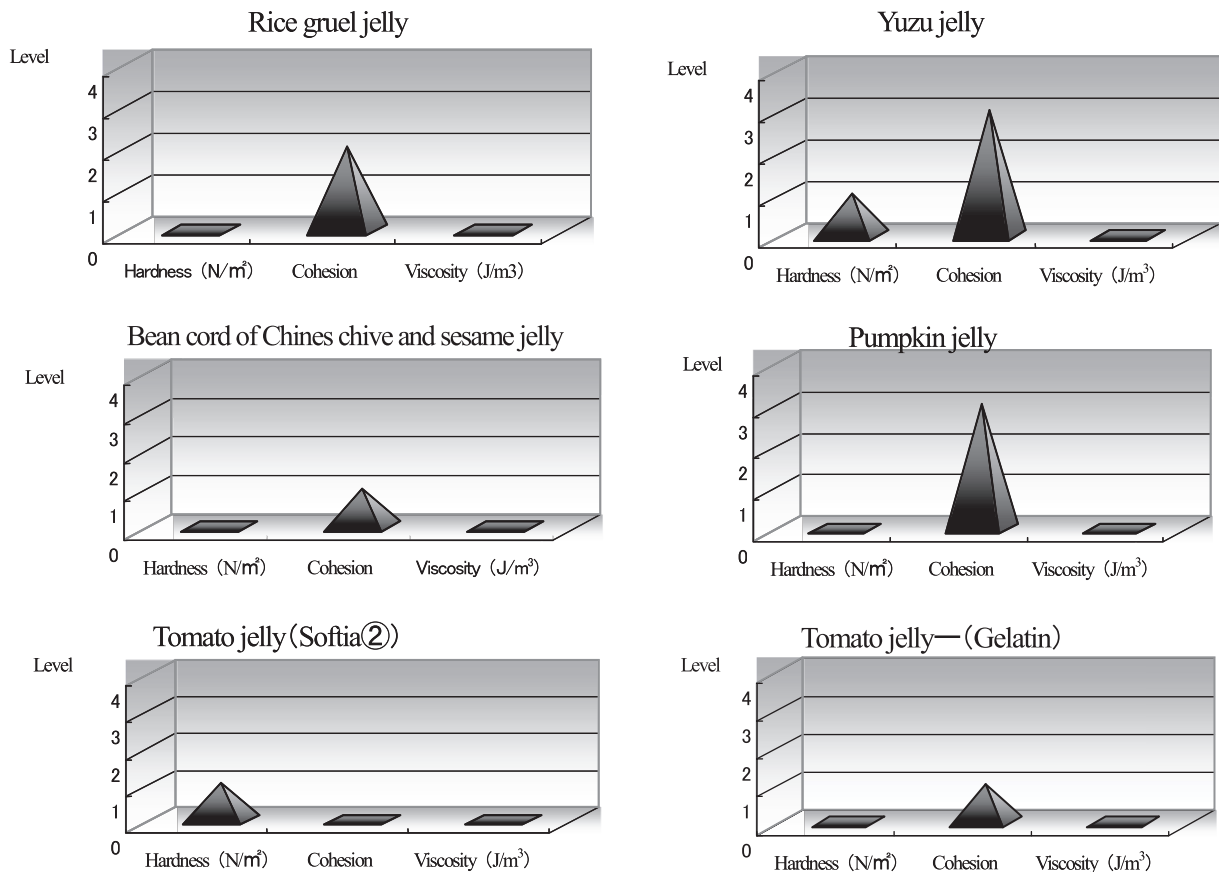 Rice gruel jelly
Level
4
3
2
1
0
Hardness (N/㎡) Cohesion Viscosity (J/m3)
Yuzu jelly
Level
4
3
2
1
0
Hardness (N/㎡) Cohesion Viscosity (J/m³)
Bean cord of Chines chive and sesame jelly
Level
4
3
2
1
0
Hardness (N/㎡) Cohesion Viscosity (J/m³)
Pumpkin jelly
Level
4
3
2
1
0
Hardness (N/㎡) Cohesion Viscosity (J/m³)
Tomato jelly(Softia②)
Level
4
3
2
1
0
Hardness (N/㎡) Cohesion Viscosity (J/m³)
Tomato jelly—(Gelatin)
Level
4
3
2
1
0
Hardness (N/㎡) Cohesion Viscosity (J/m³)